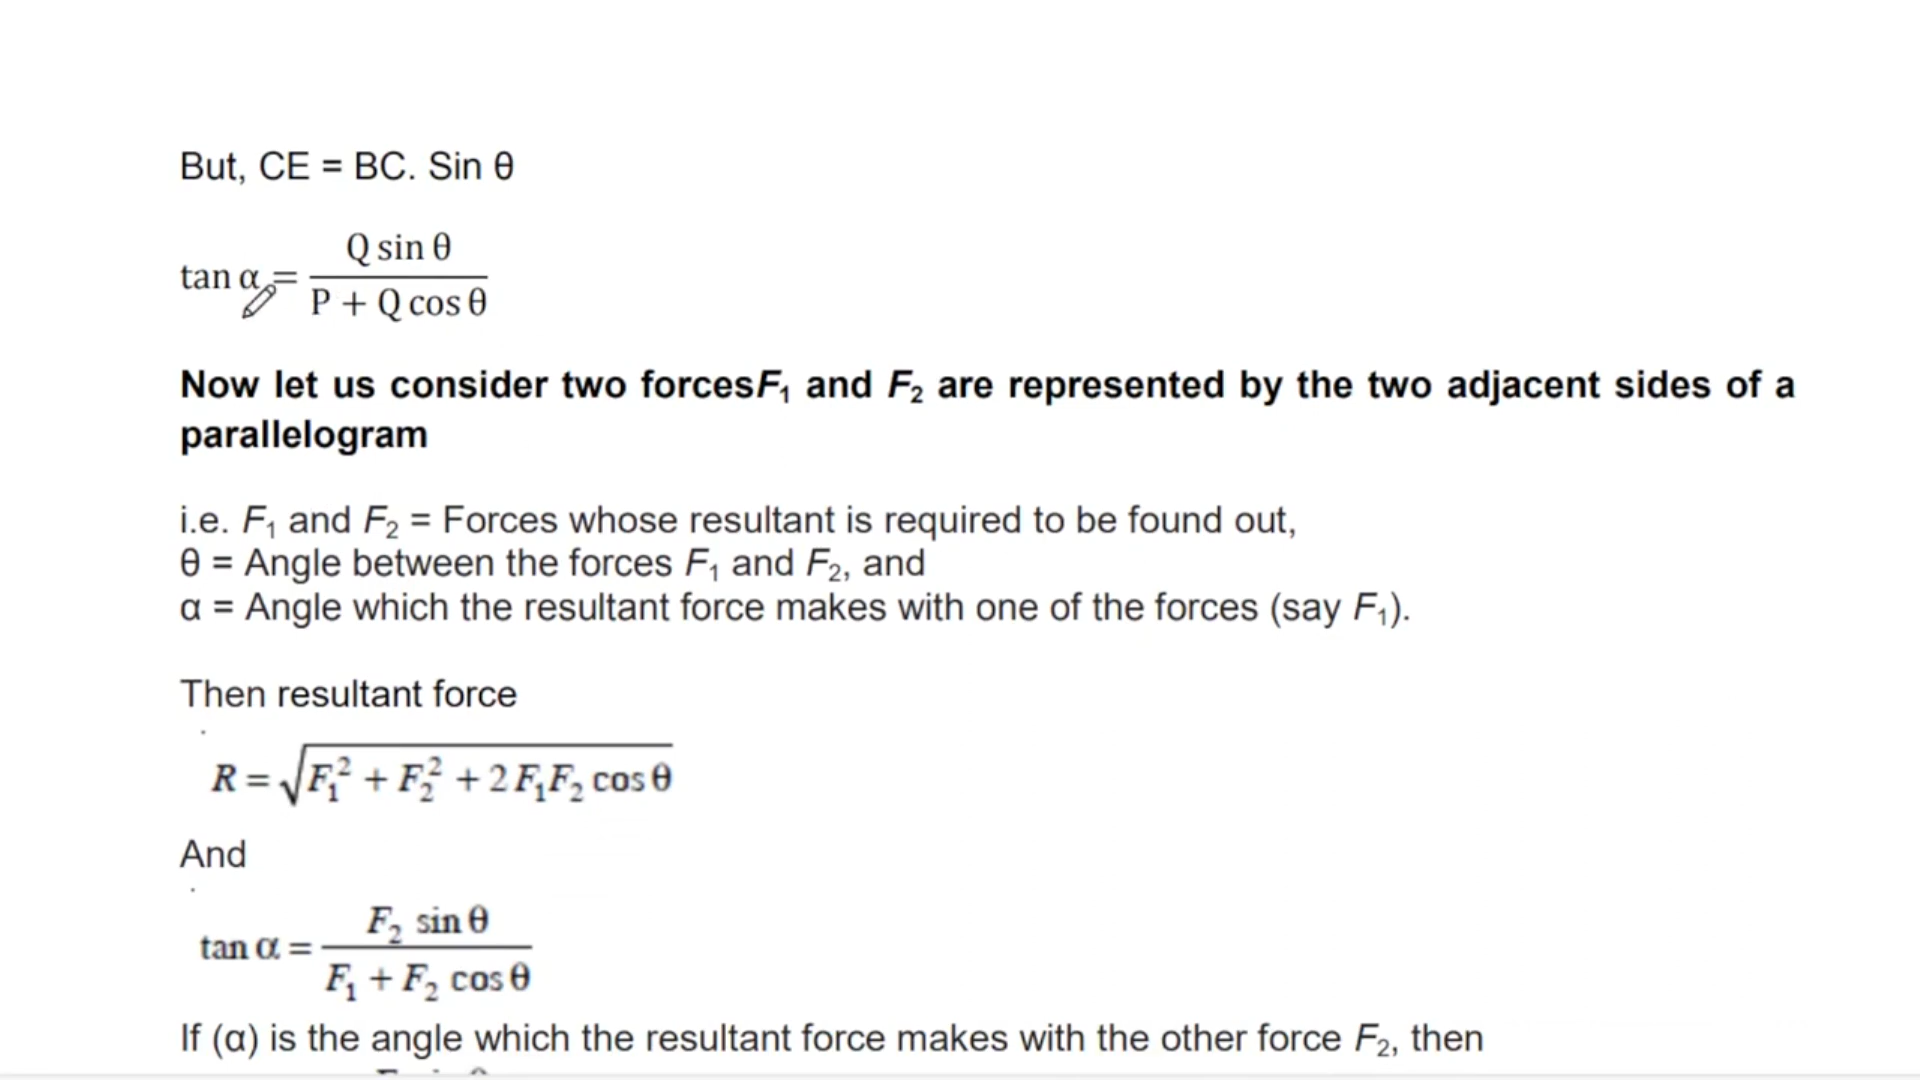 But, CE = BC. Sin θ
tan α = Q sin θ / P + Q cos θ
Now let us consider two forcesF₁ and F₂ are represented by the two adjacent sides of a
parallelogram
i.e. F₁ and F₂ = Forces whose resultant is required to be found out,
θ = Angle between the forces F₁ and F₂, and
α = Angle which the resultant force makes with one of the forces (say F₁).
Then resultant force
R = √F₁² + F₂² + 2 F₁F₂ cos θ
And
tan α = F₂ sin θ / F₁ + F₂ cos θ
If (α) is the angle which the resultant force makes with the other force F₂, then